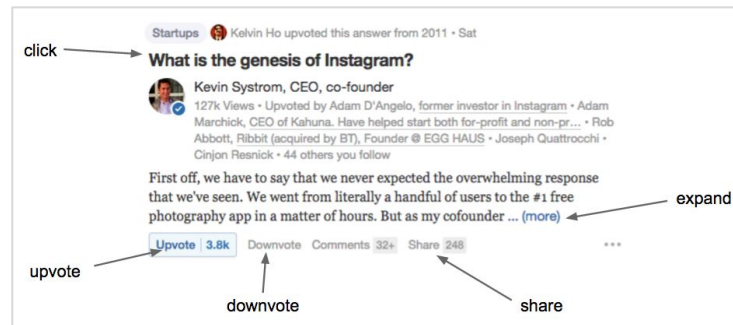 Startups Kelvin Ho upvoted this answer from 2011 • Sat
click
What is the genesis of Instagram?
Kevin Systrom, CEO, co-founder
127k Views • Upvoted by Adam D'Angelo, former investor in Instagram • Adam
Marchick, CEO of Kahuna. Have helped start both for-profit and non-pr... • Rob
Abbott, Ribbit (acquired by BT), Founder @ EGG HAUS • Joseph Quattrocchi •
Cinjon Resnick • 44 others you follow
First off, we have to say that we never expected the overwhelming response
that we've seen. We went from literally a handful of users to the #1 free
photography app in a matter of hours. But as my cofounder ... (more)
expand
Upvote 3.8k Downvote Comments 32+ Share 248
upvote
downvote
share